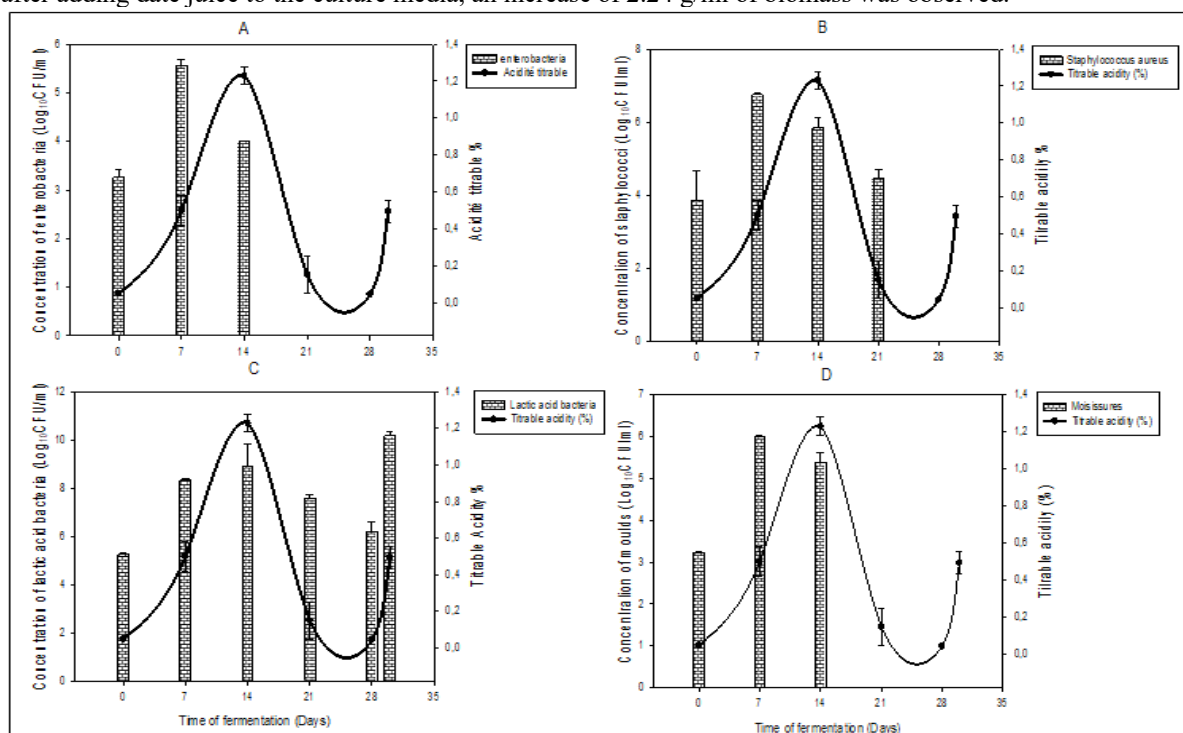 after adding date juice to the culture media, an increase of 2.24 g/ml of biomass was observed.
A
Concentration of enterobacteria (Log10CFU/ml)
6
5
4
3
2
1
0
enterobacteria
Acidité titrable
1,4
1,2
1,0
0,8
0,6
0,4
0,2
0,0
Acidité titrable %
0 7 14 21 28 35
B
Concentration of slaphylococci (Log10CFU/ml)
8
6
4
2
0
Staphylococcus aureus
Titrable acidity (%)
1,4
1,2
1,0
0,8
0,6
0,4
0,2
0,0
Titrable acidity %
0 7 14 21 28 35
C
Concentration of lactic acid bacteria (Log10CFU/ml)
12
10
8
6
4
2
0
Lactic acid bacteria
Titrable acidity (%)
1,4
1,2
1,0
0,8
0,6
0,4
0,2
0,0
Titrable Acidity %
0 7 14 21 28 35
Time of fermentation (Days)
D
Concentration of moulds (Log10CFU/ml)
7
6
5
4
3
2
1
0
Moisissures
Titrable acidity (%)
1,4
1,2
1,0
0,8
0,6
0,4
0,2
0,0
Titrable acidity (%)
0 7 14 21 28 35
Time of fermentation (Days)